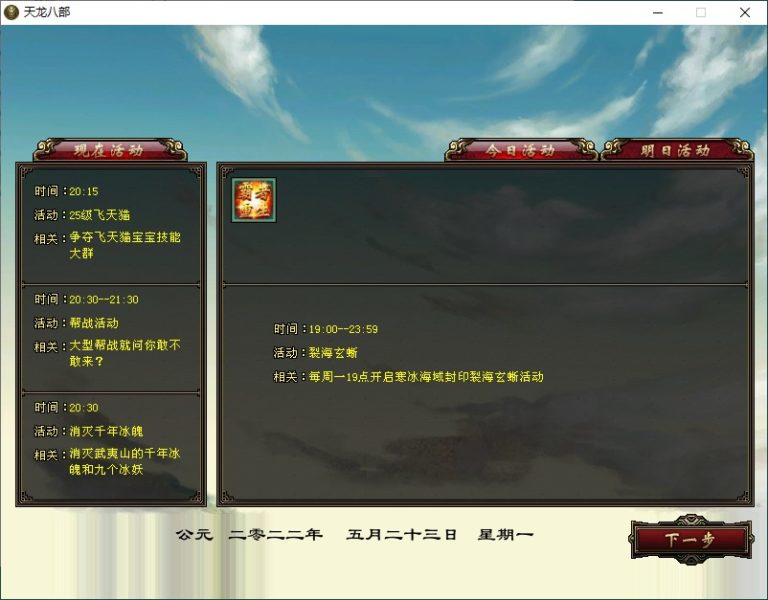 天龙八部
现在活动
今日活动
明日活动
时间：20:15
活动：25级飞天猫
相关：争夺飞天猫宝宝技能
大群
时间：20:30--21:30
活动：帮战活动
相关：大型帮战就问你敢不
敢来？
时间：20:30
活动：消灭千年冰魄
相关：消灭武夷山的千年冰
魄和九个冰妖
时间：19:00--23:59
活动：裂海玄蜥
相关：每周一19点开启寒冰海域封印裂海玄蜥活动
公元 二零二二年 五月二十三日 星期一
下一步